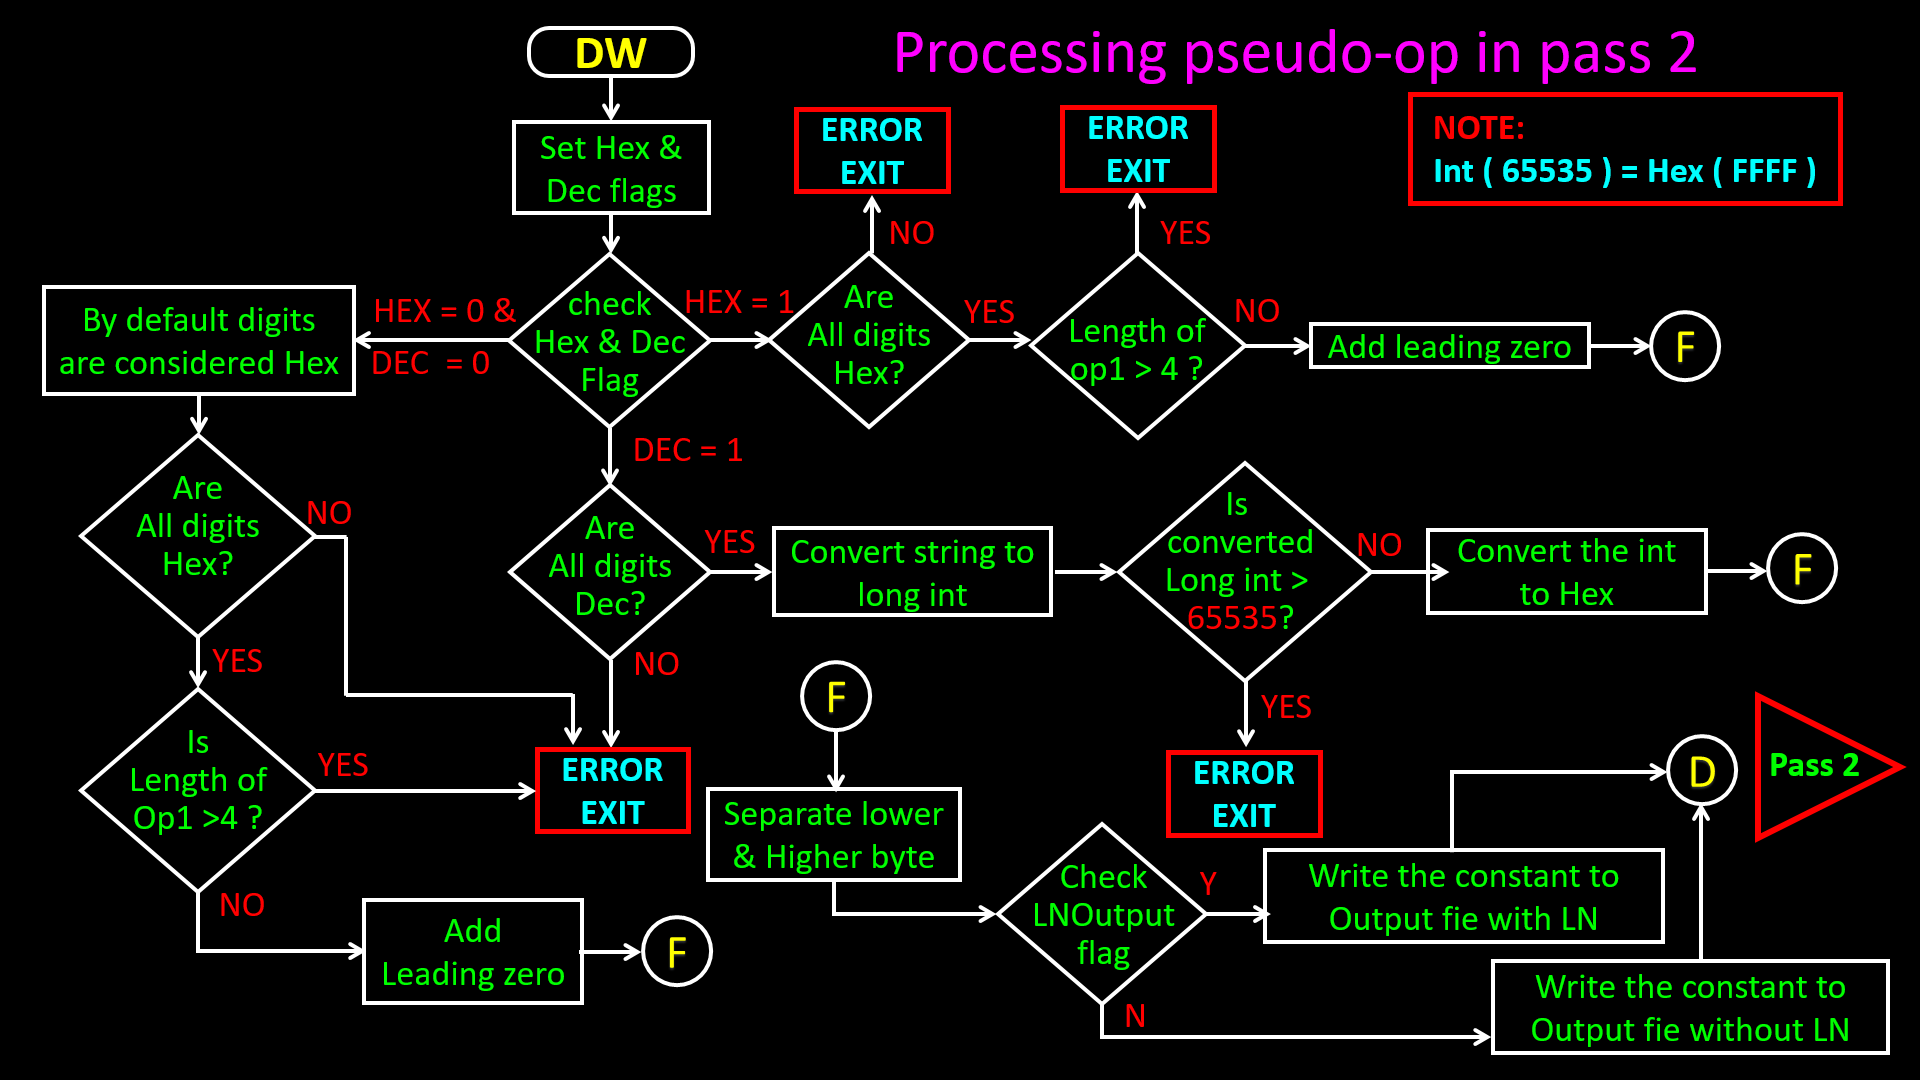 DW
Processing pseudo-op in pass 2
Set Hex &
Dec flags
ERROR
EXIT
ERROR
EXIT
NOTE:
Int ( 65535 ) = Hex ( FFFF )
NO
YES
By default digits
are considered Hex
HEX = 0 &
DEC = 0
check
Hex & Dec
Flag
HEX = 1
Are
All digits
Hex?
YES
Length of
op1 > 4 ?
NO
Add leading zero
F
DEC = 1
Are
All digits
Hex?
NO
Are
All digits
Dec?
YES
Convert string to
long int
Is
converted
Long int >
65535?
NO
Convert the int
to Hex
F
YES
NO
YES
F
Is
Length of
Op1 >4 ?
YES
ERROR
EXIT
Separate lower
& Higher byte
ERROR
EXIT
D
Pass 2
NO
Add
Leading zero
F
Check
LNOutput
flag
Y
Write the constant to
Output fie with LN
N
Write the constant to
Output fie without LN